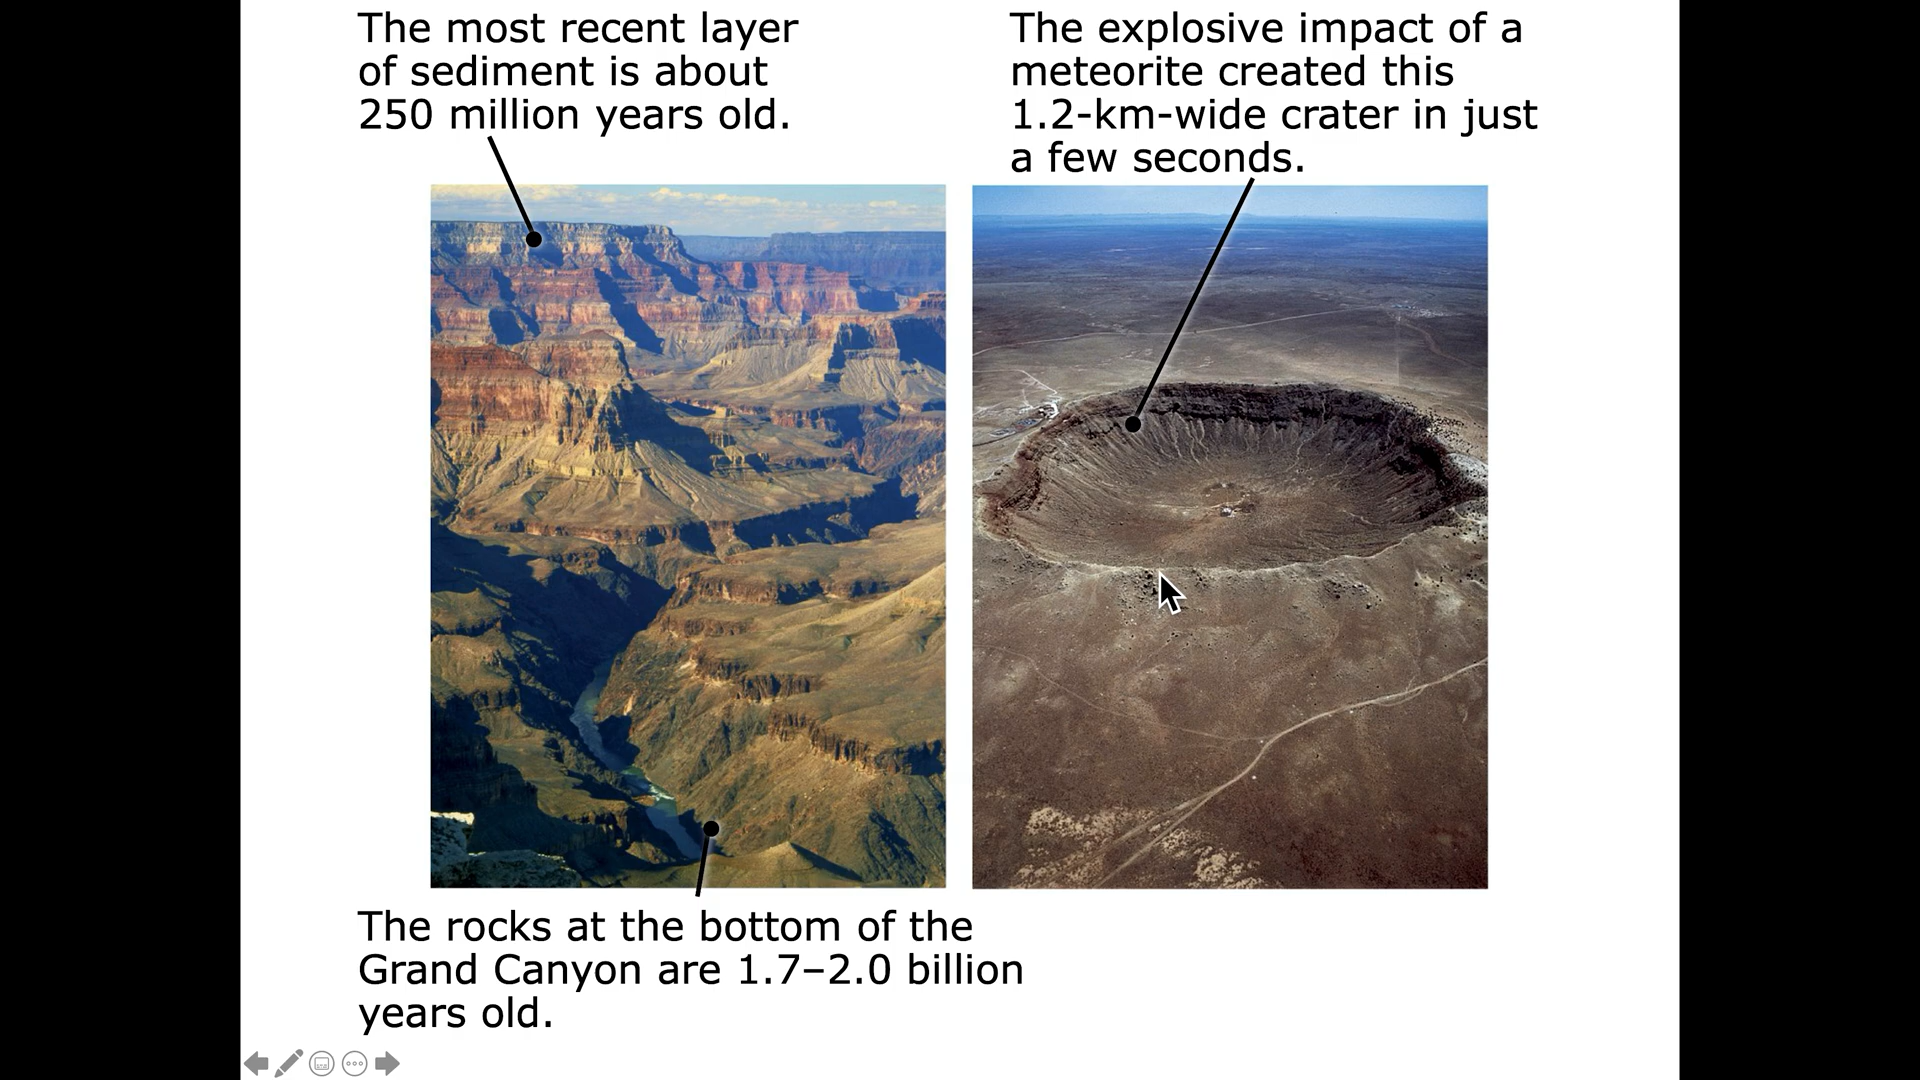 The most recent layer
of sediment is about
250 million years old.
The explosive impact of a
meteorite created this
1.2-km-wide crater in just
a few seconds.
The rocks at the bottom of the
Grand Canyon are 1.7–2.0 billion
years old.